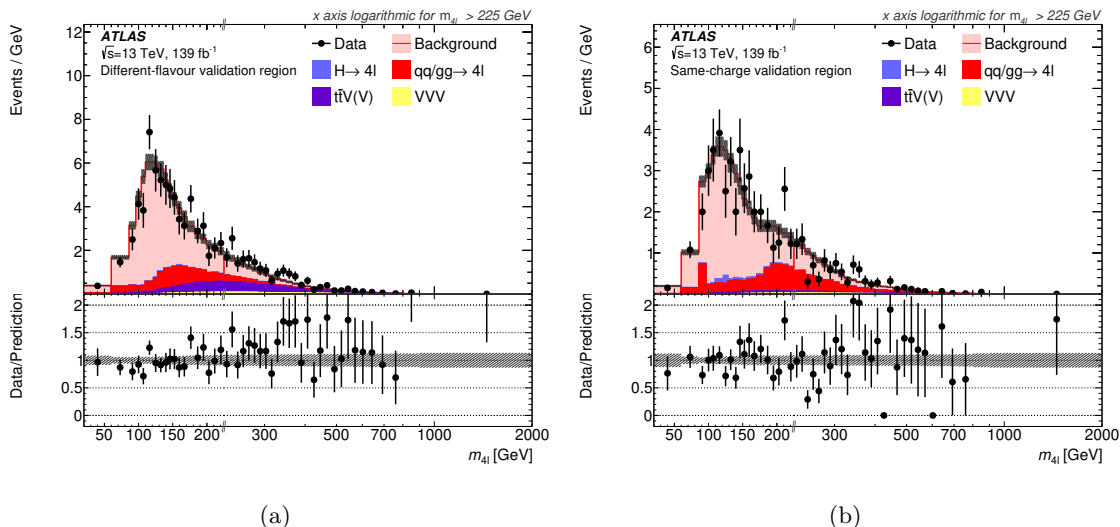 x axis logarithmic for m4l > 225 GeV
ATLAS
√s=13 TeV, 139 fb-1
Different-flavour validation region
Data
Background
H→ 4l
qq/gg→ 4l
tt̄V(V)
VVV
Events / GeV
12
10
8
6
4
2
Data/Prediction
2
1.5
1
0.5
0
50 100 150 200 300 500 700 1000 2000
m4l [GeV]
(a)
x axis logarithmic for m4l > 225 GeV
ATLAS
√s=13 TeV, 139 fb-1
Same-charge validation region
Data
Background
H→ 4l
qq/gg→ 4l
tt̄V(V)
VVV
Events / GeV
6
5
4
3
2
1
Data/Prediction
2
1.5
1
0.5
0
50 100 150 200 300 500 700 1000 2000
m4l [GeV]
(b)